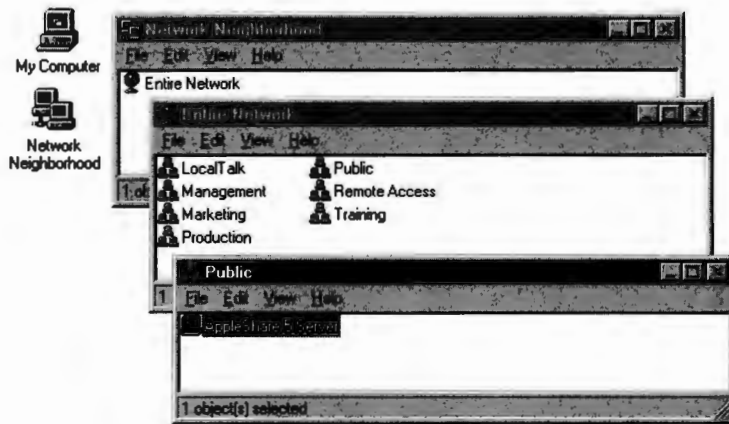 My Computer
Network Neighborhood
Network Neighborhood
File Edit View Help
Entire Network
Entire Network
File Edit View Help
LocalTalk Public
Management Remote Access
Marketing Training
Production
1 ob
Public
1
File Edit View Help
AppleShare
1 object(s) selected